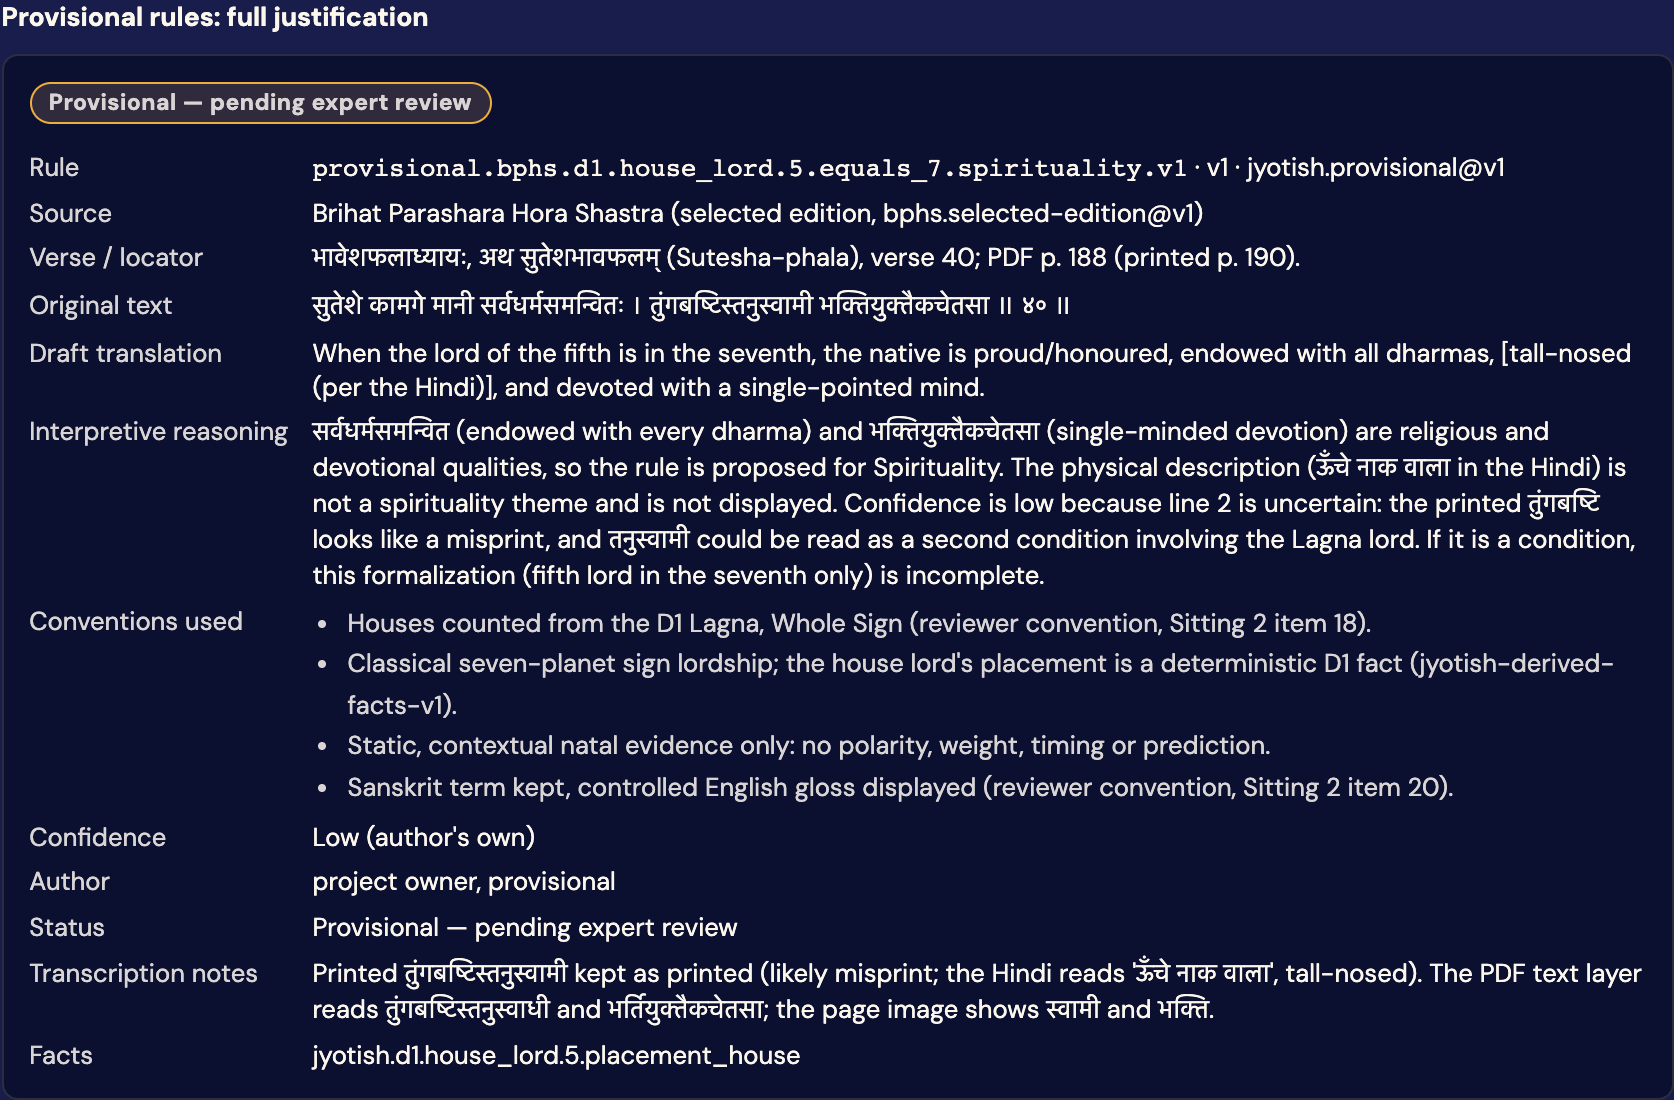 Provisional rules: full justification
Provisional — pending expert review
Rule provisional.bphs.d1.house_lord.5.equals_7.spirituality.v1 · v1 · jyotish.provisional@v1
Source Brihat Parashara Hora Shastra (selected edition, bphs.selected-edition@v1)
Verse / locator भावेशफलाध्यायः, अथ सुतेशभावफलम् (Sutesha-phala), verse 40; PDF p. 188 (printed p. 190).
Original text सुतेशे कामगे मानी सर्वधर्मसमन्वितः । तुंगबष्टिस्तनुस्वामी भक्तियुक्तैकचेतसा ॥ ४० ॥
Draft translation When the lord of the fifth is in the seventh, the native is proud/honoured, endowed with all dharmas, [tall-nosed
(per the Hindi)], and devoted with a single-pointed mind.
Interpretive reasoning सर्वधर्मसमन्वित (endowed with every dharma) and भक्तियुक्तैकचेतसा (single-minded devotion) are religious and
devotional qualities, so the rule is proposed for Spirituality. The physical description (ऊँचे नाक वाला in the Hindi) is
not a spirituality theme and is not displayed. Confidence is low because line 2 is uncertain: the printed तुंगबष्टि
looks like a misprint, and तनुस्वामी could be read as a second condition involving the Lagna lord. If it is a condition,
this formalization (fifth lord in the seventh only) is incomplete.
Conventions used • Houses counted from the D1 Lagna, Whole Sign (reviewer convention, Sitting 2 item 18).
• Classical seven-planet sign lordship; the house lord's placement is a deterministic D1 fact (jyotish-derived-
facts-v1).
• Static, contextual natal evidence only: no polarity, weight, timing or prediction.
• Sanskrit term kept, controlled English gloss displayed (reviewer convention, Sitting 2 item 20).
Confidence Low (author's own)
Author project owner, provisional
Status Provisional — pending expert review
Transcription notes Printed तुंगबष्टिस्तनुस्वामी kept as printed (likely misprint; the Hindi reads 'ऊँचे नाक वाला', tall-nosed). The PDF text layer
reads तुंगबष्टिस्तनुस्वाधी and भर्तियुक्तैकचेतसा; the page image shows स्वामी and भक्ति.
Facts jyotish.d1.house_lord.5.placement_house